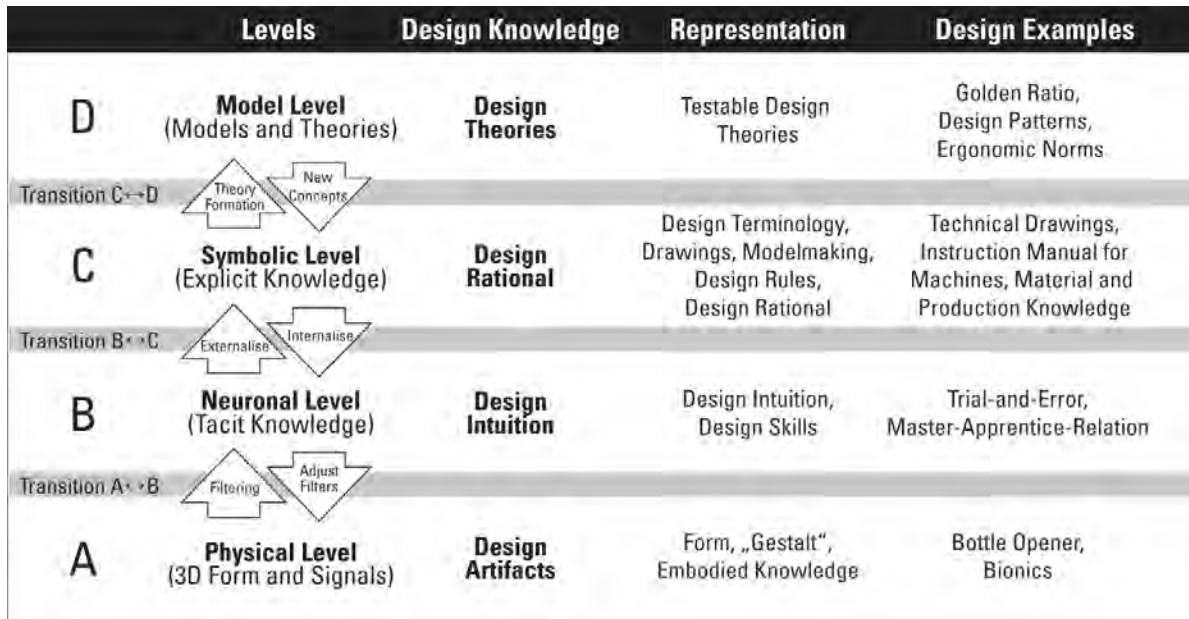 Levels Design Knowledge Representation Design Examples
D
Model Level
(Models and Theories)
Design
Theories
Testable Design
Theories
Golden Ratio,
Design Patterns,
Ergonomic Norms
Transition C↔D
Theory
Formation
New
Concepts
C
Symbolic Level
(Explicit Knowledge)
Design
Rational
Design Terminology,
Drawings, Modelmaking,
Design Rules,
Design Rational
Technical Drawings,
Instruction Manual for
Machines, Material and
Production Knowledge
Transition B↔C
Externalise
Internalise
B
Neuronal Level
(Tacit Knowledge)
Design
Intuition
Design Intuition,
Design Skills
Trial-and-Error,
Master-Apprentice-Relation
Transition A↔B
Filtering
Adjust
Filters
A
Physical Level
(3D Form and Signals)
Design
Artifacts
Form, „Gestalt“,
Embodied Knowledge
Bottle Opener,
Bionics